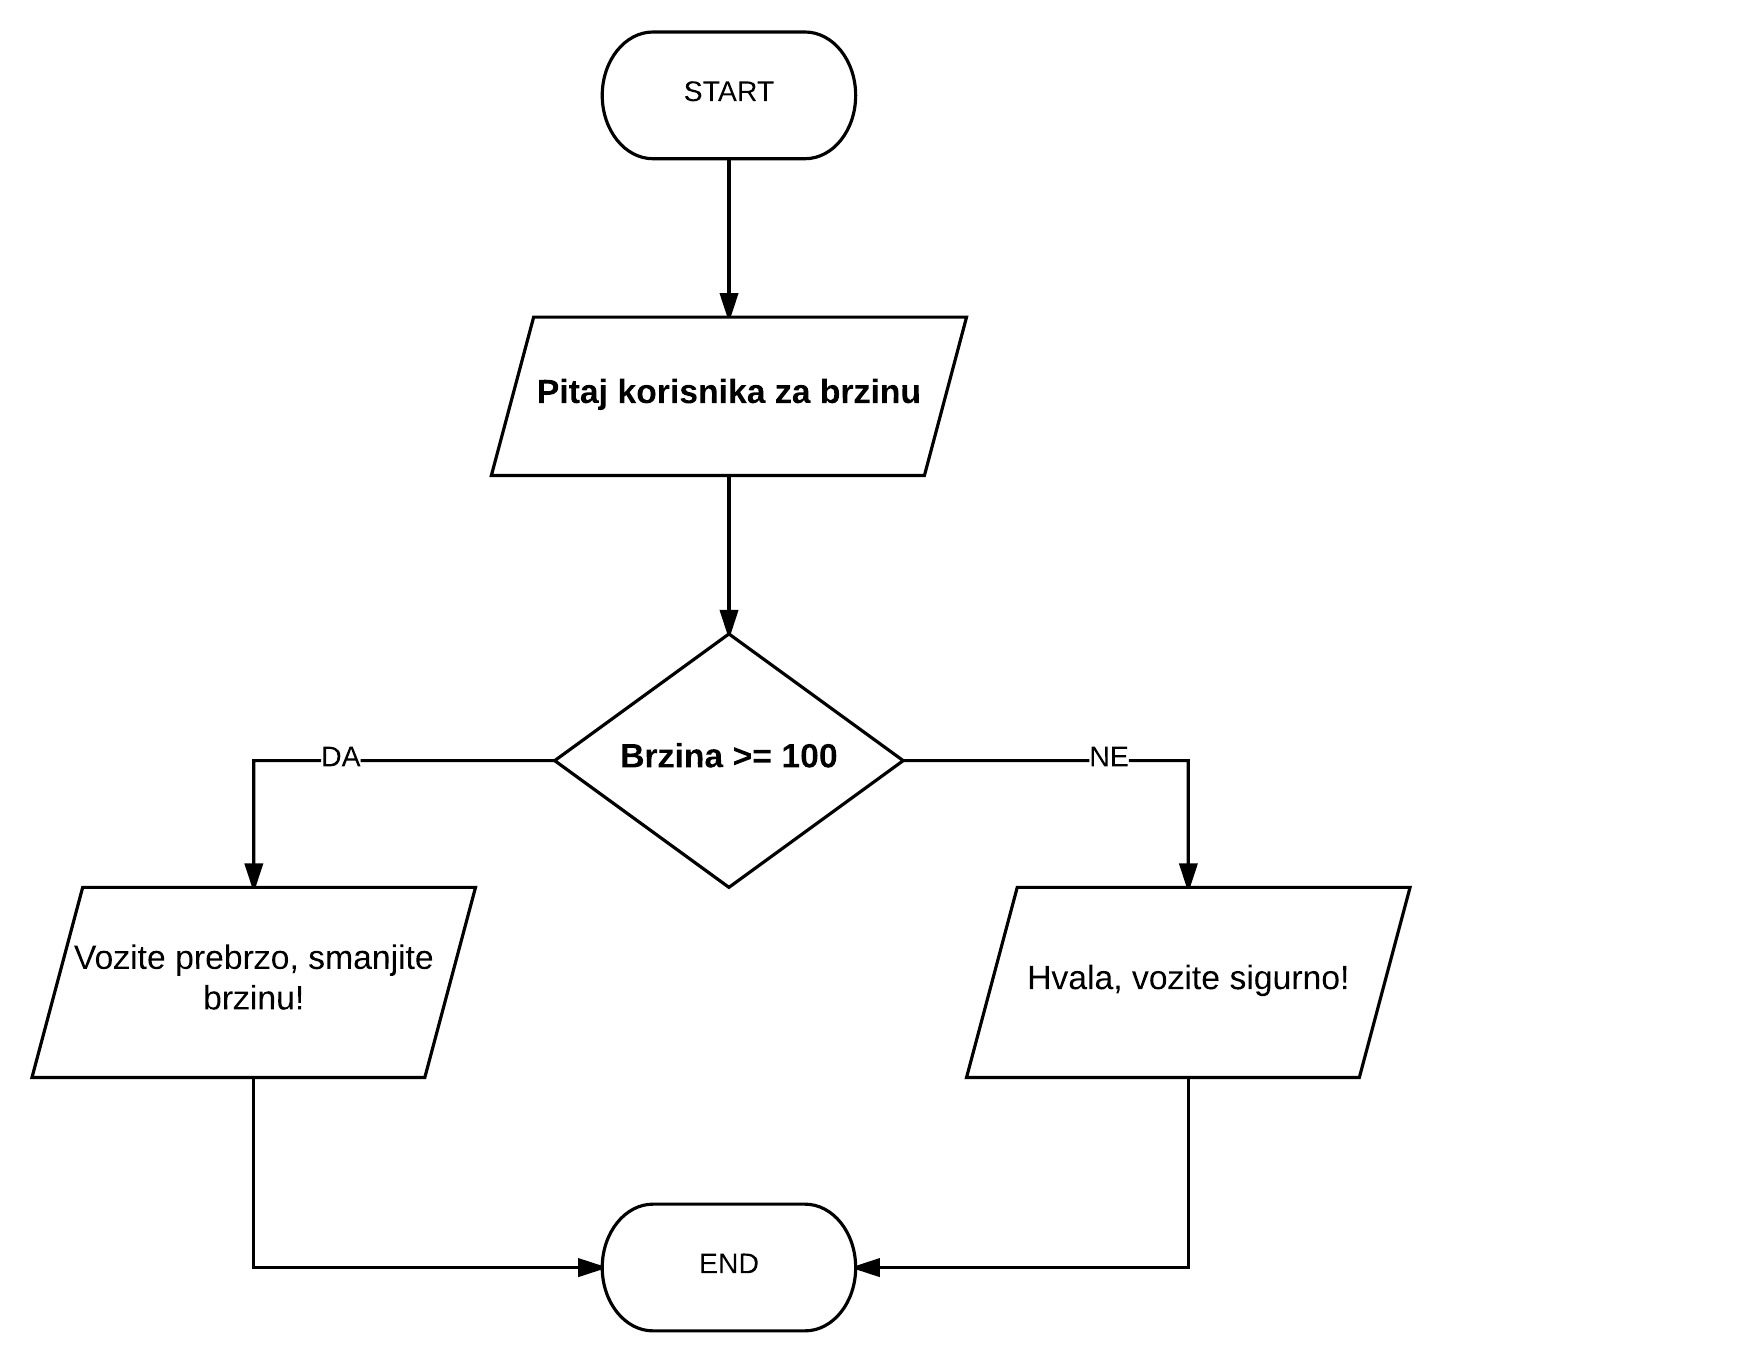 START
Pitaj korisnika za brzinu
Brzina >= 100
DA
NE
Vozite prebrzo, smanjite
brzinu!
Hvala, vozite sigurno!
END